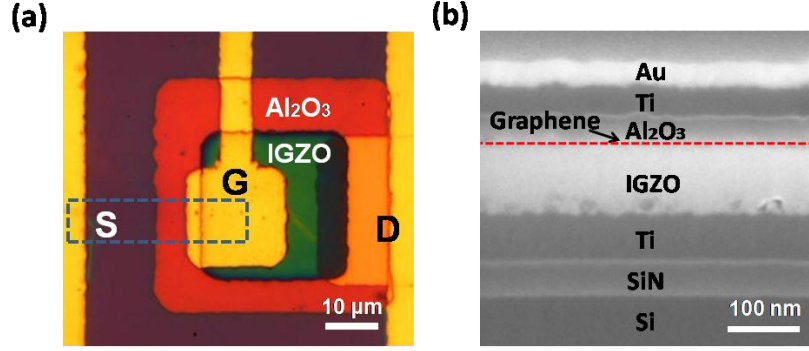 (a)
Al₂O₃
IGZO
G
S
D
10 μm
(b)
Au
Ti
Graphene
Al₂O₃
IGZO
Ti
SiN
Si
100 nm